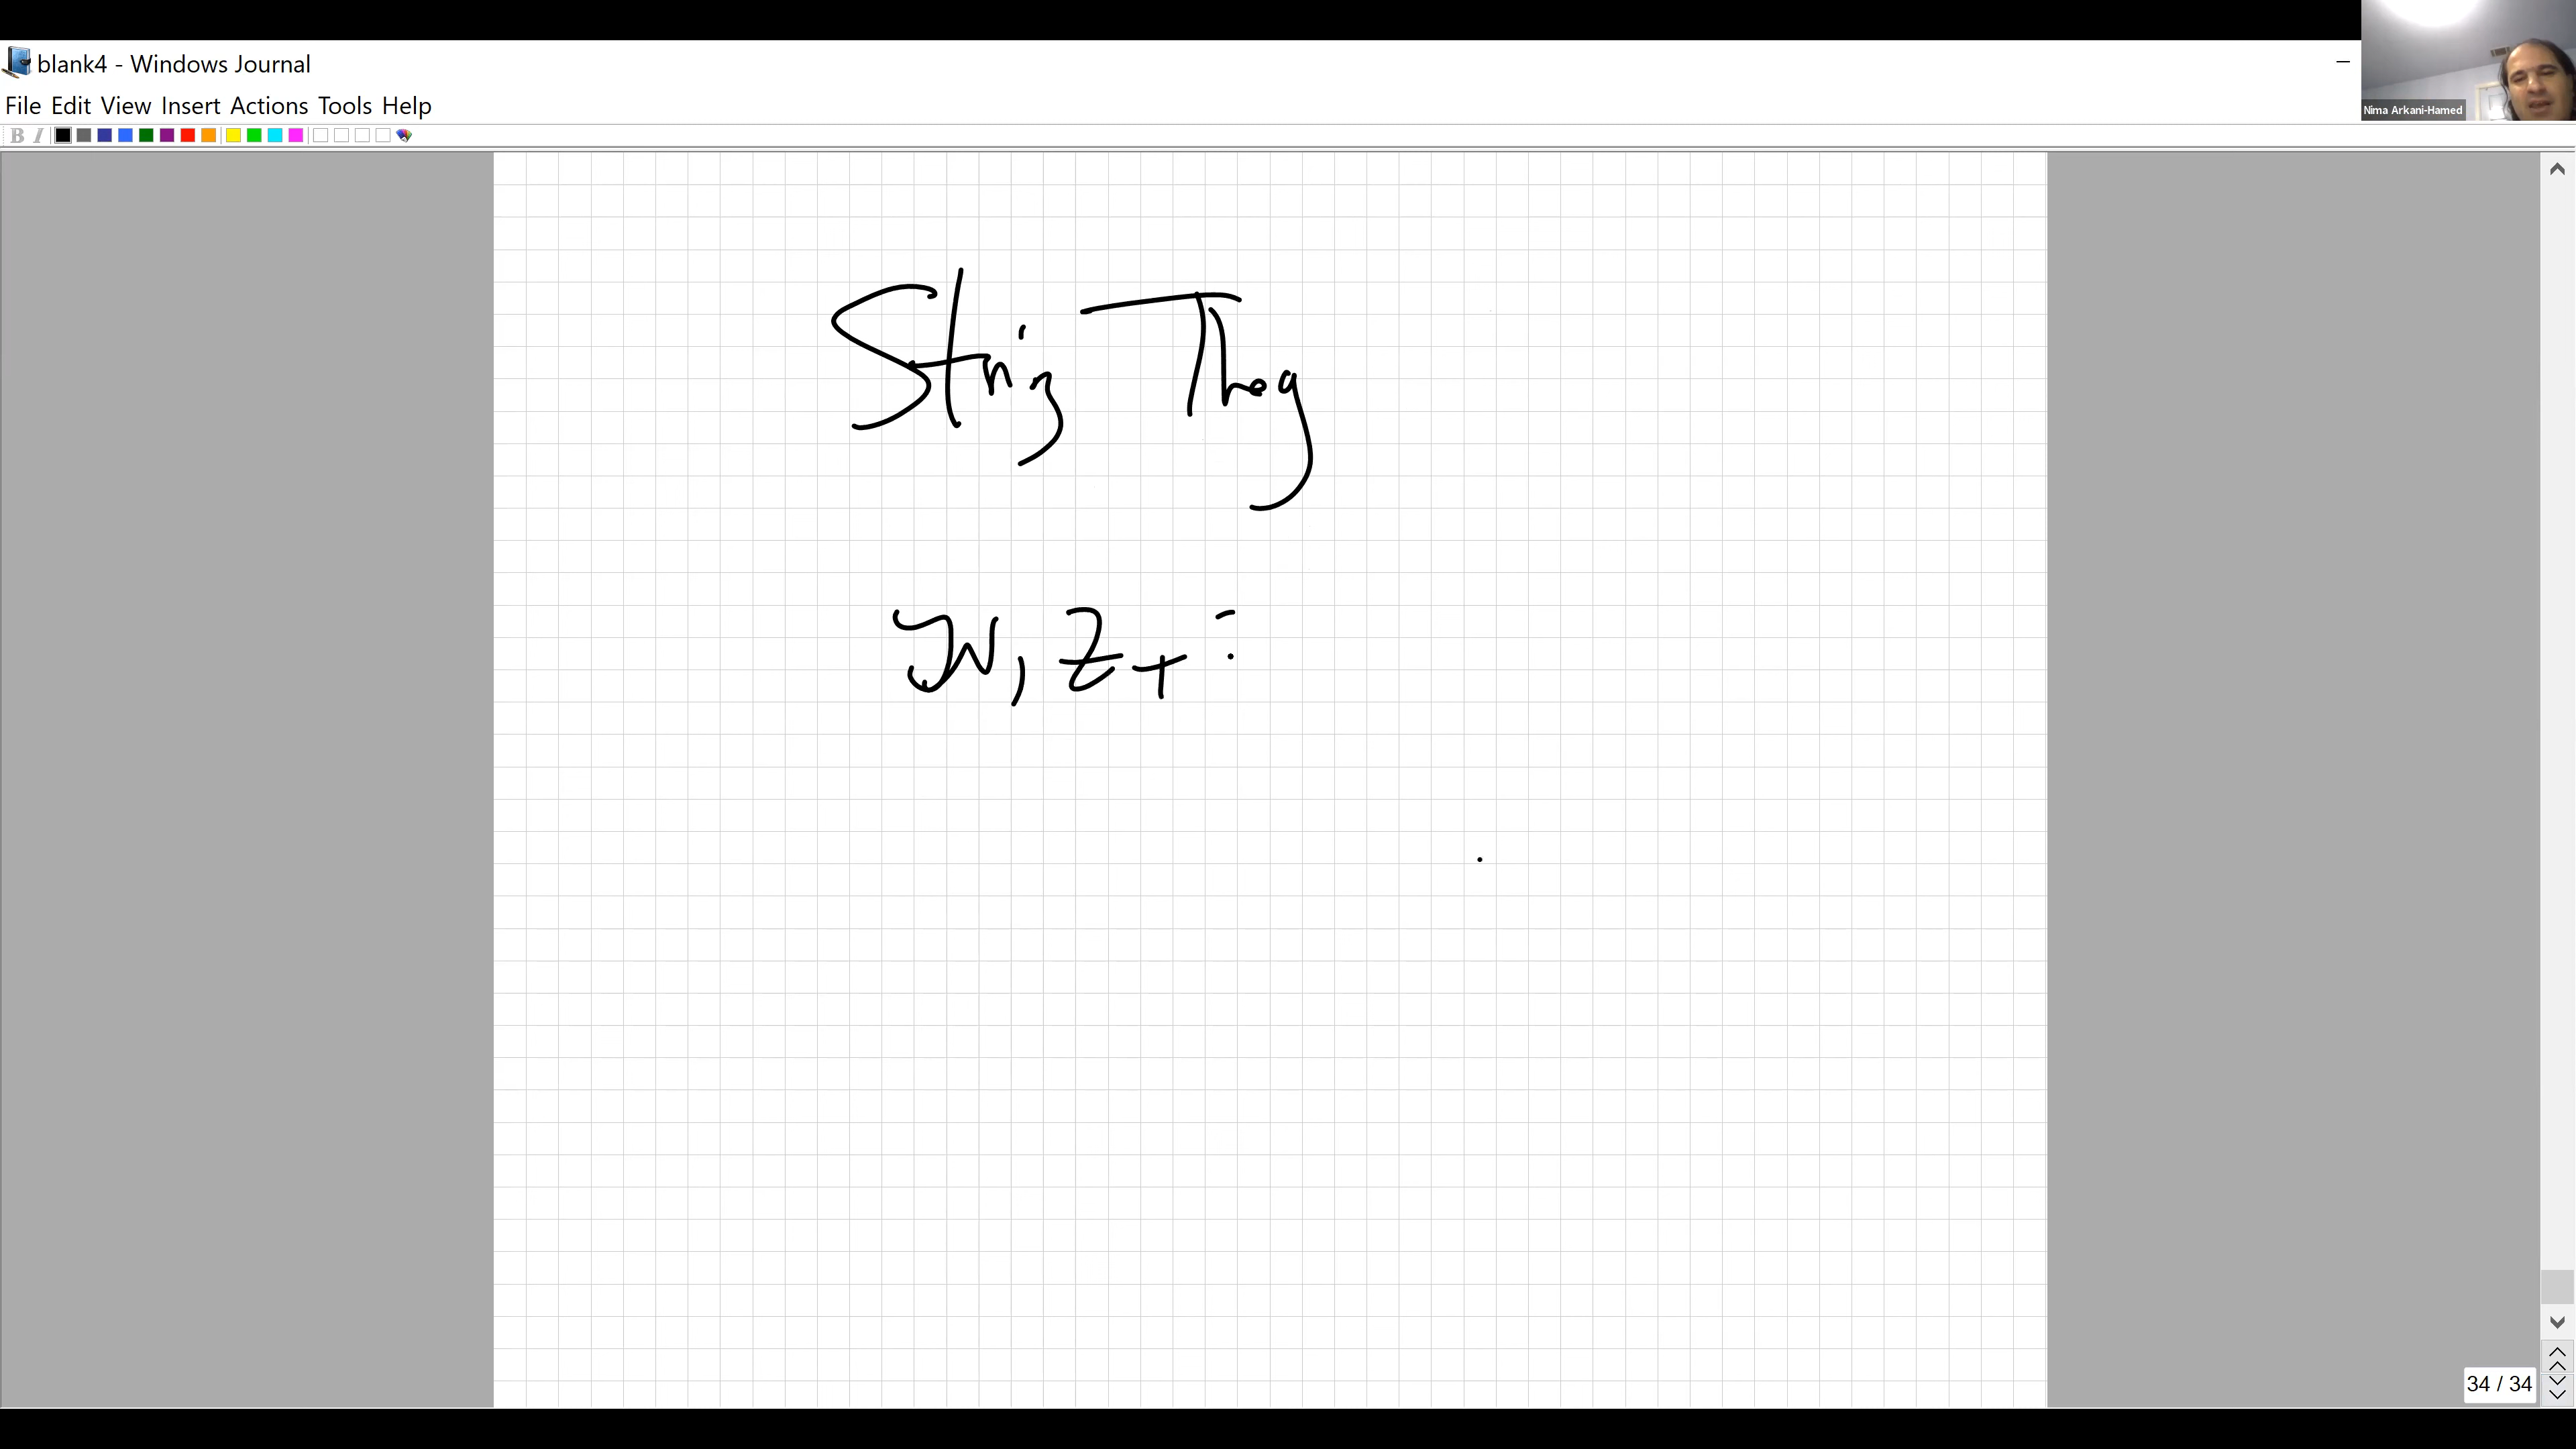 blank4 - Windows Journal
File Edit View Insert Actions Tools Help
B I
Nima Arkani-Hamed
String Theory
W, Z +
34 / 34